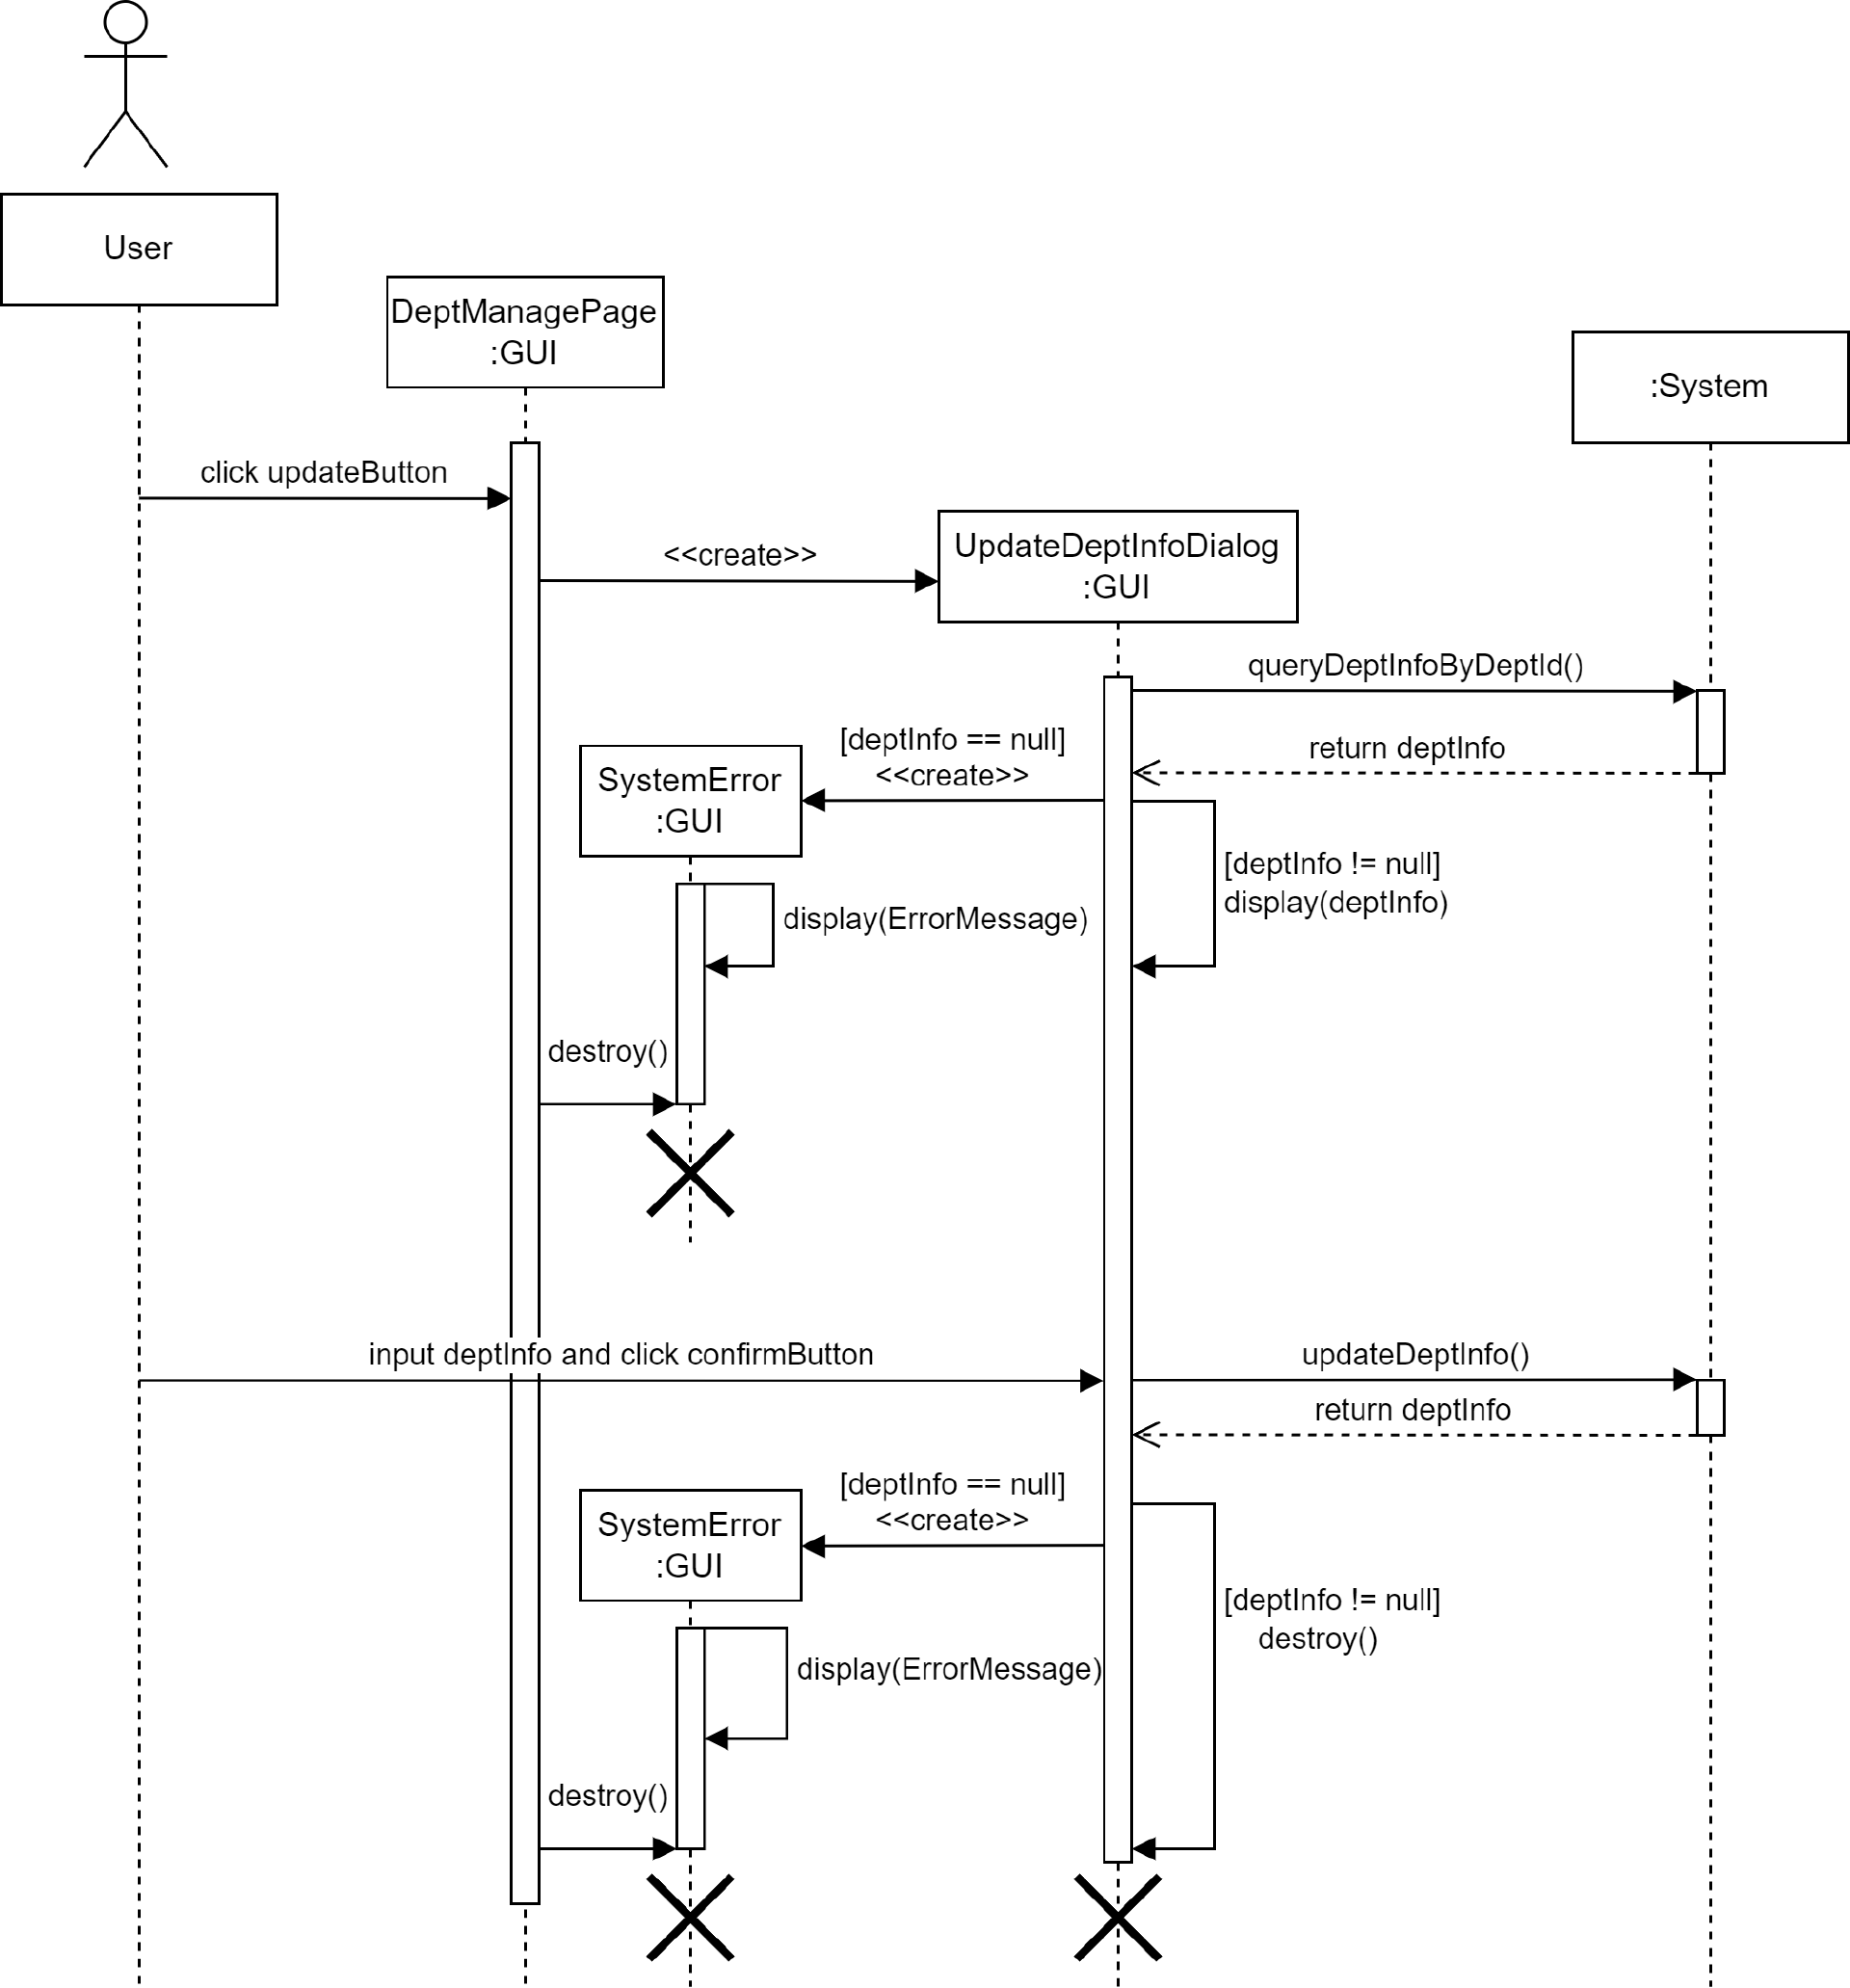 User
DeptManagePage
:GUI
:System
click updateButton
<<create>>
UpdateDeptInfoDialog
:GUI
queryDeptInfoByDeptId()
[deptInfo == null]
<<create>>
return deptInfo
SystemError
:GUI
[deptInfo != null]
display(deptInfo)
display(ErrorMessage)
destroy()
input deptInfo and click confirmButton
updateDeptInfo()
return deptInfo
[deptInfo == null]
<<create>>
SystemError
:GUI
[deptInfo != null]
destroy()
display(ErrorMessage)
destroy()